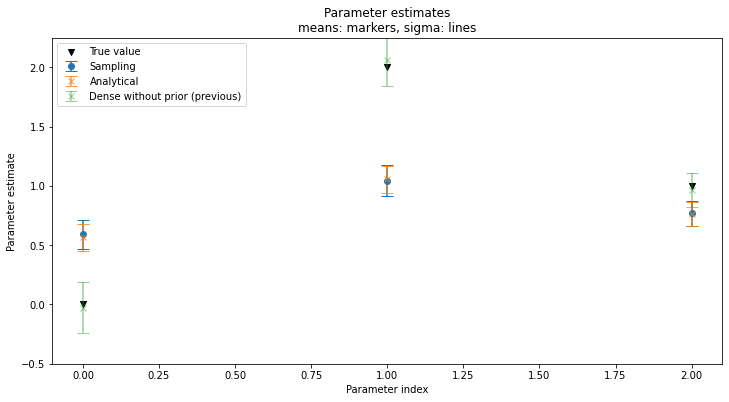 Parameter estimates
means: markers, sigma: lines
True value
Sampling
Analytical
Dense without prior (previous)
Parameter estimate
2.0
1.5
1.0
0.5
0.0
−0.5
0.00
0.25
0.50
0.75
1.00
1.25
1.50
1.75
2.00
Parameter index